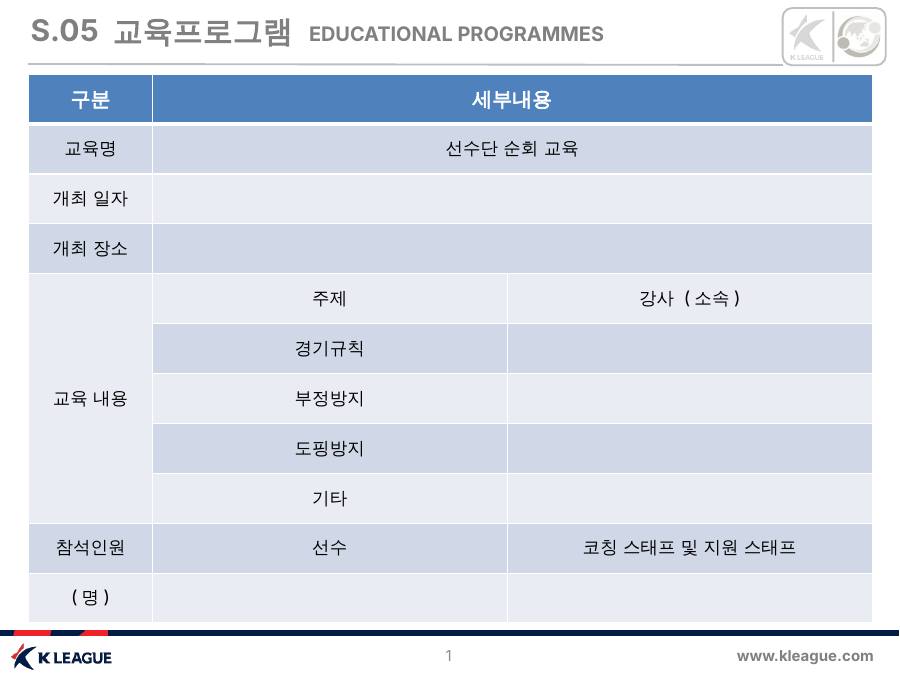 S.05 교육프로그램 EDUCATIONAL PROGRAMMES
K LEAGUE
구분 세부내용
교육명 선수단 순회 교육
개최 일자
개최 장소
교육 내용 주제 강사 ( 소속 )
경기규칙
부정방지
도핑방지
기타
참석인원 선수 코칭 스태프 및 지원 스태프
( 명 )
K LEAGUE 1 www.kleague.com